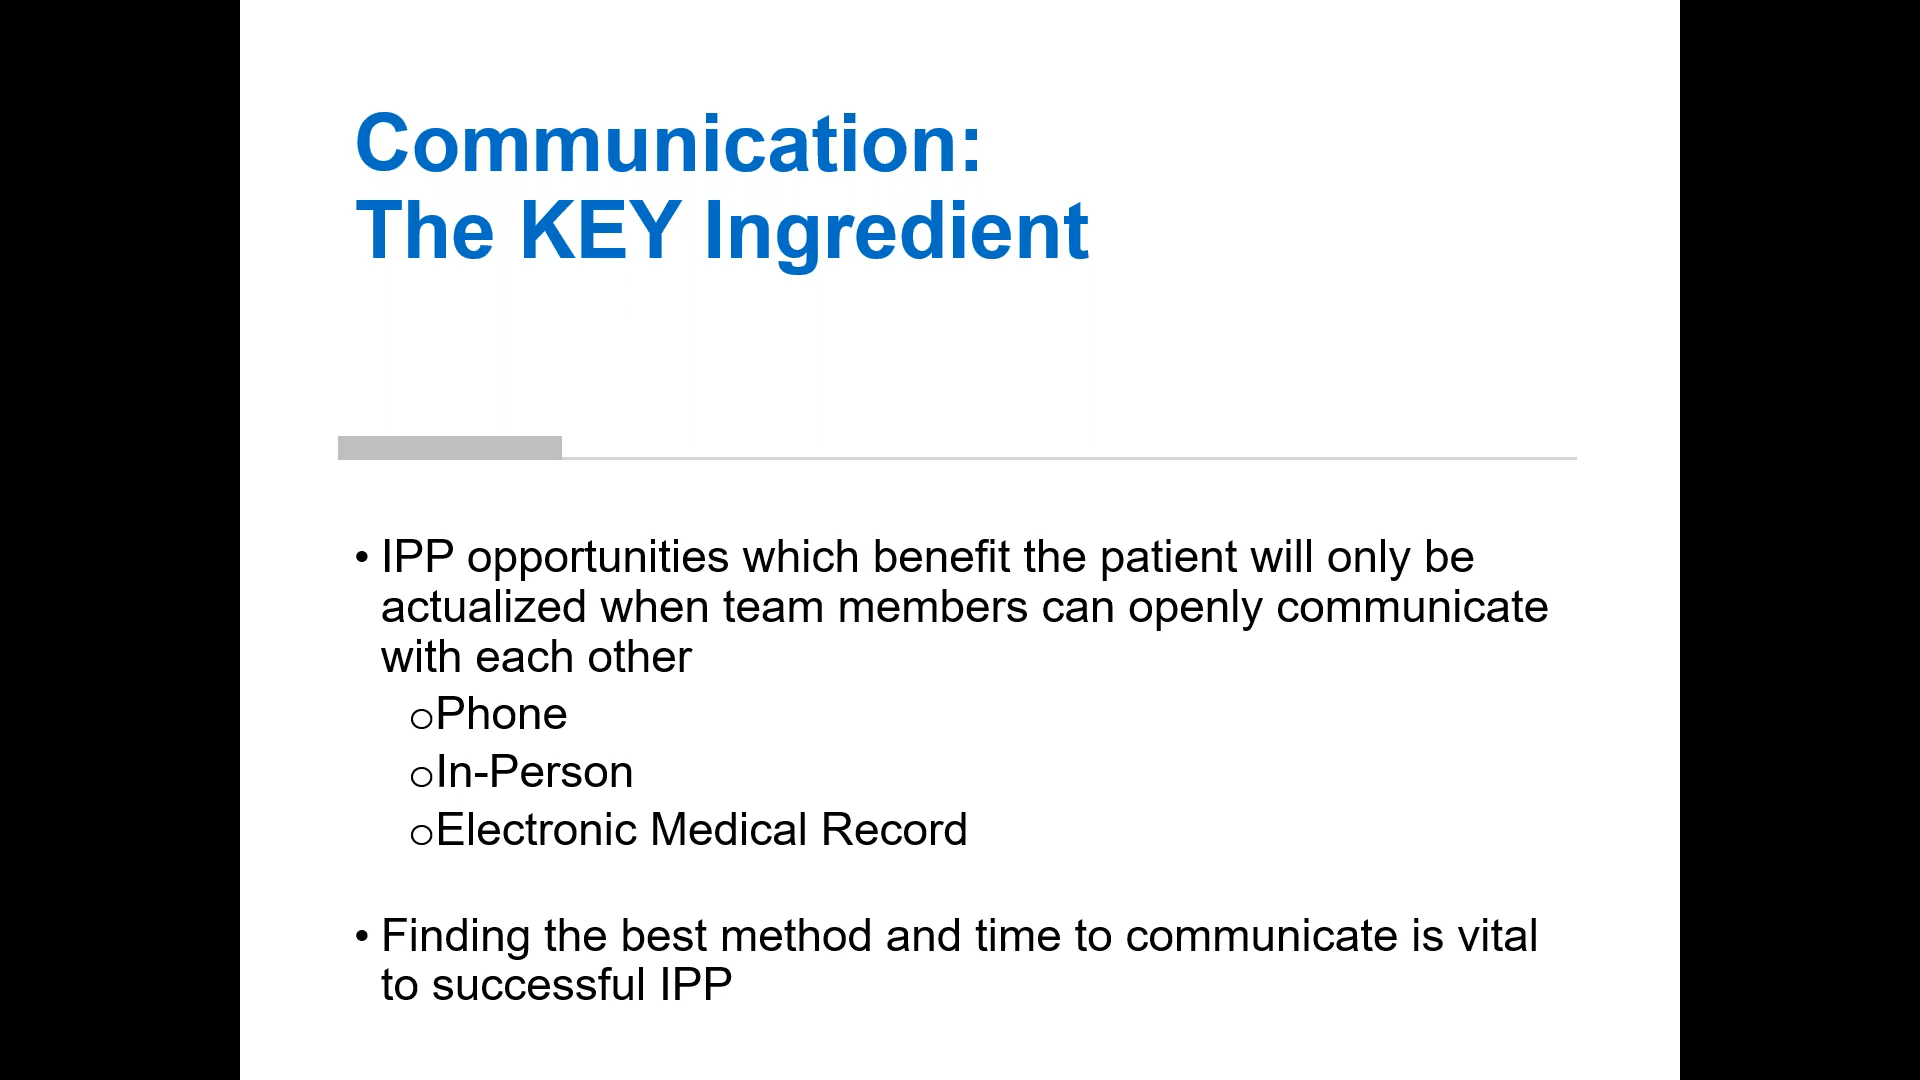 Communication:
The KEY Ingredient
• IPP opportunities which benefit the patient will only be
actualized when team members can openly communicate
with each other
oPhone
oIn-Person
oElectronic Medical Record
• Finding the best method and time to communicate is vital
to successful IPP